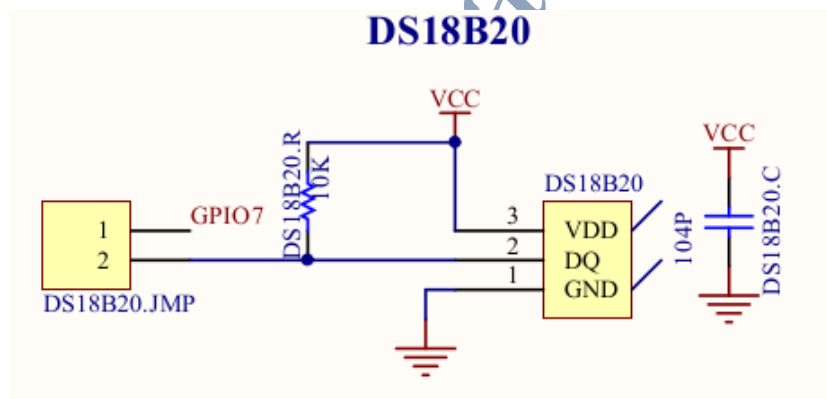 DS18B20
VCC
DS18B20.R
10K
GPIO7
1
2
DS18B20.JMP
DS18B20
3
VDD
2
DQ
1
GND
VCC
104P
DS18B20.C